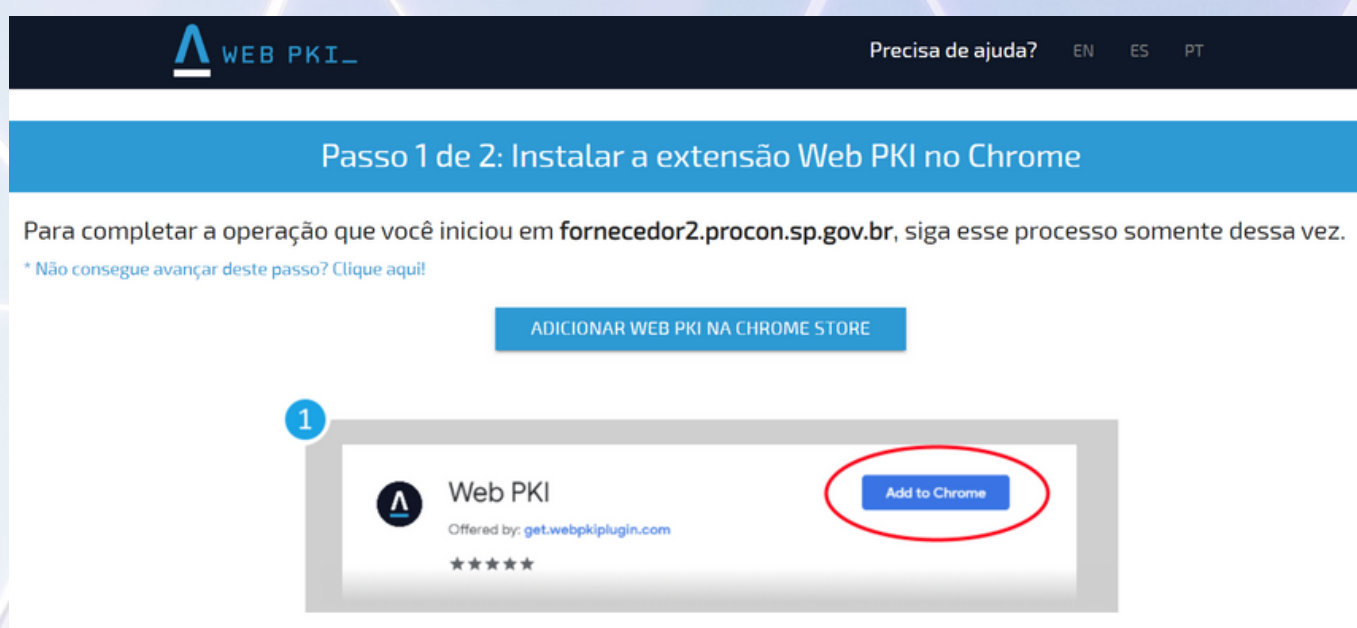 WEB PKI_
Precisa de ajuda? EN ES PT
Passo 1 de 2: Instalar a extensão Web PKI no Chrome
Para completar a operação que você iniciou em fornecedor2.procon.sp.gov.br, siga esse processo somente dessa vez.
* Não consegue avançar deste passo? Clique aqui!
ADICIONAR WEB PKI NA CHROME STORE
1
Web PKI
Add to Chrome
Offered by: get.webpkiplugin.com